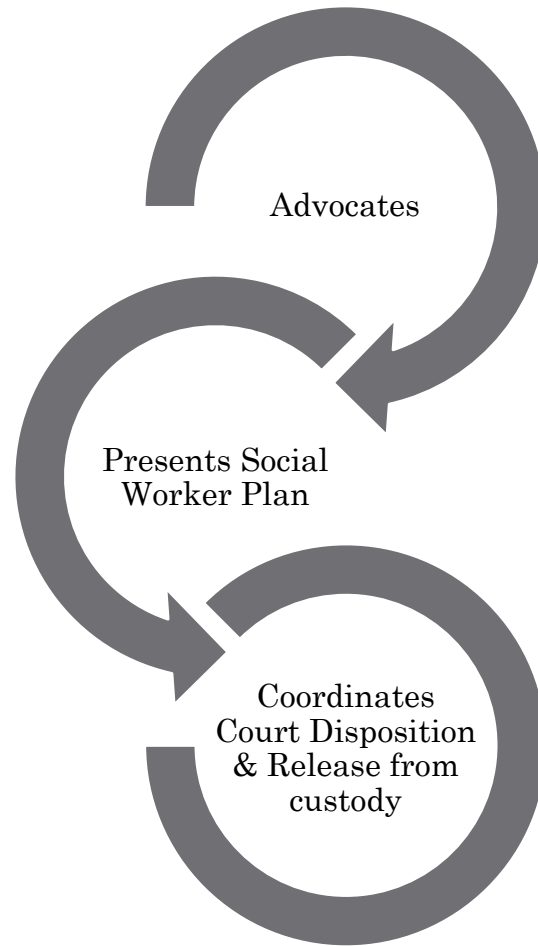 Advocates
Presents Social
Worker Plan
Coordinates
Court Disposition
& Release from
custody